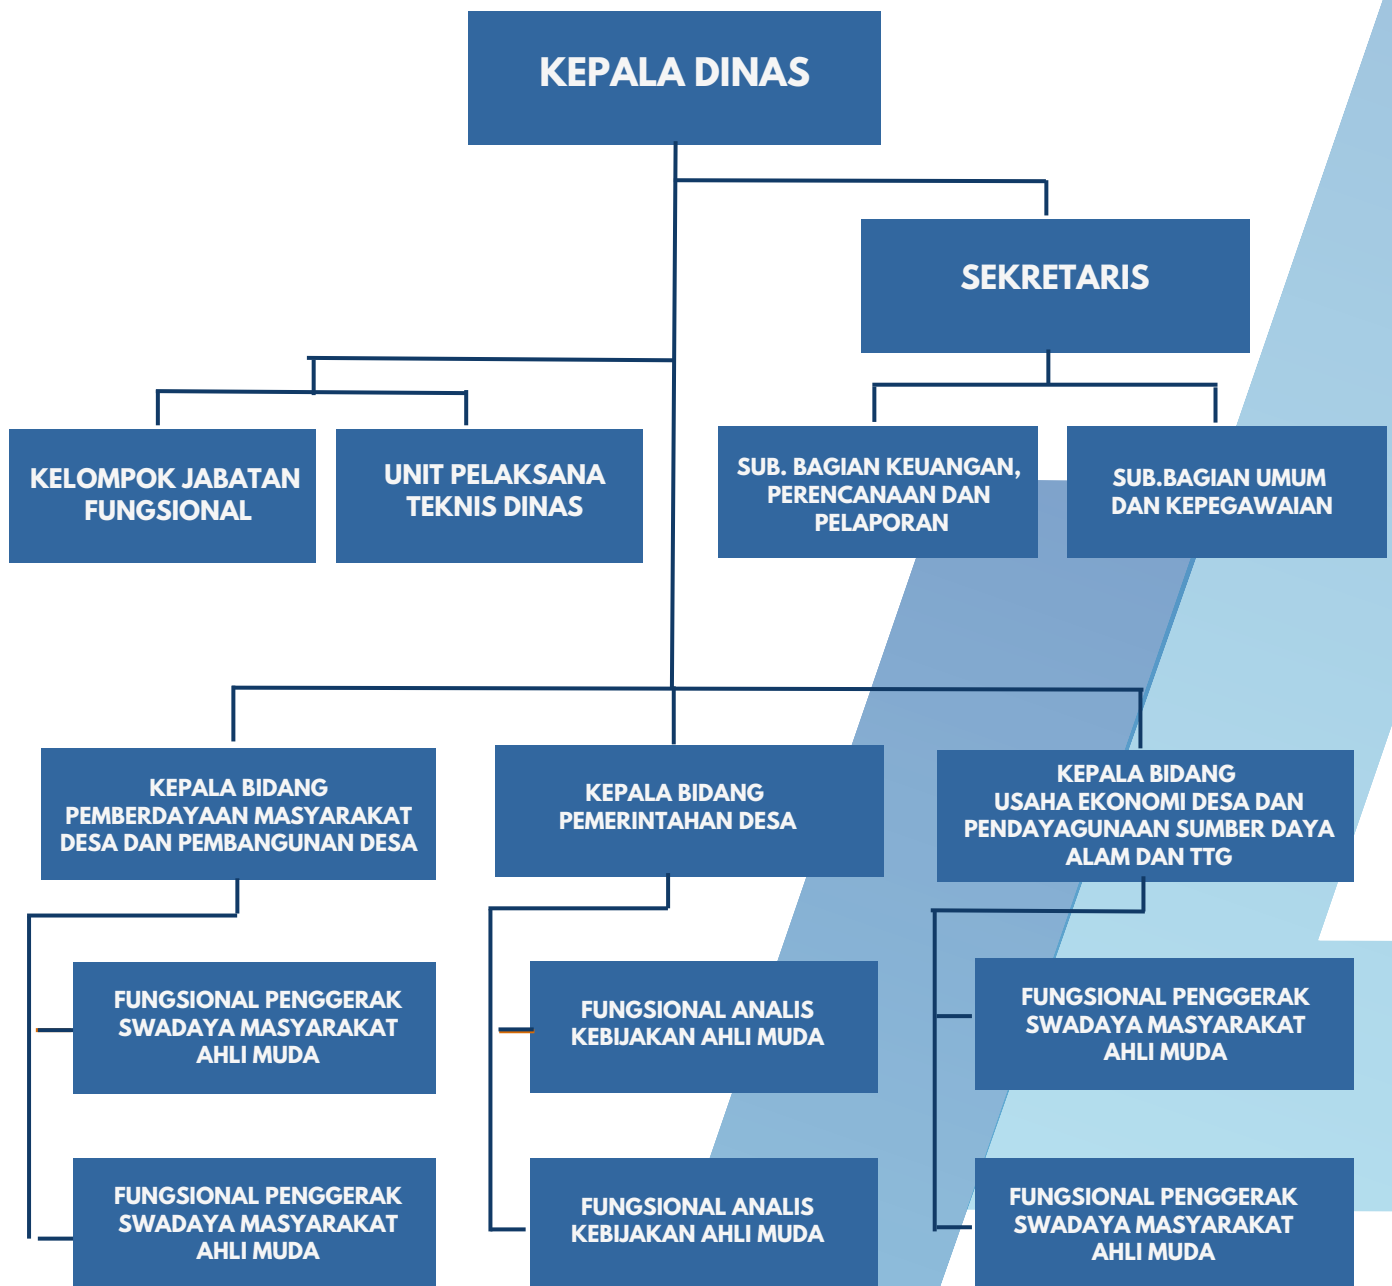 KEPALA DINAS
SEKRETARIS
KELOMPOK JABATAN
FUNGSIONAL
UNIT PELAKSANA
TEKNIS DINAS
SUB. BAGIAN KEUANGAN,
PERENCANAAN DAN
PELAPORAN
SUB.BAGIAN UMUM
DAN KEPEGAWAIAN
KEPALA BIDANG
PEMBERDAYAAN MASYARAKAT
DESA DAN PEMBANGUNAN DESA
KEPALA BIDANG
PEMERINTAHAN DESA
KEPALA BIDANG
USAHA EKONOMI DESA DAN
PENDAYAGUNAAN SUMBER DAYA
ALAM DAN TTG
FUNGSIONAL PENGGERAK
SWADAYA MASYARAKAT
AHLI MUDA
FUNGSIONAL ANALIS
KEBIJAKAN AHLI MUDA
FUNGSIONAL PENGGERAK
SWADAYA MASYARAKAT
AHLI MUDA
FUNGSIONAL PENGGERAK
SWADAYA MASYARAKAT
AHLI MUDA
FUNGSIONAL ANALIS
KEBIJAKAN AHLI MUDA
FUNGSIONAL PENGGERAK
SWADAYA MASYARAKAT
AHLI MUDA